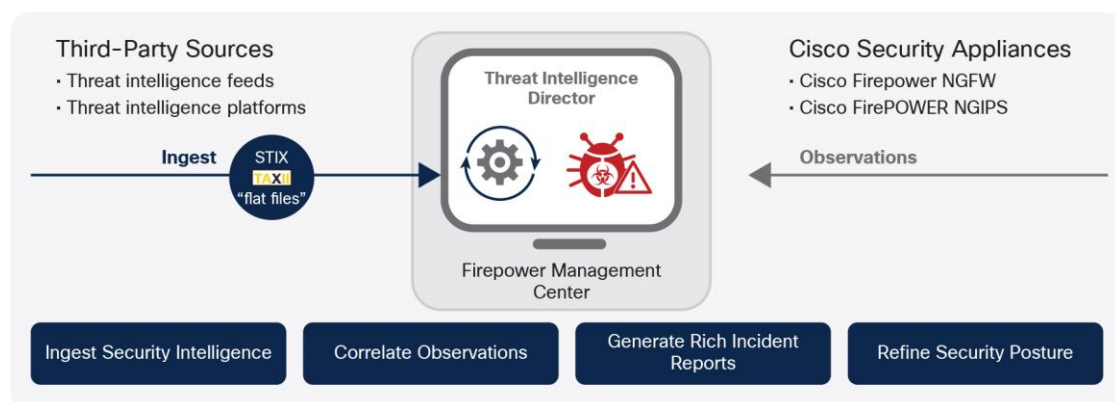 Third-Party Sources
• Threat intelligence feeds
• Threat intelligence platforms
Ingest
STIX
TAXII
“flat files”
Threat Intelligence
Director
Firepower Management
Center
Cisco Security Appliances
• Cisco Firepower NGFW
• Cisco FirePOWER NGIPS
Observations
Ingest Security Intelligence
Correlate Observations
Generate Rich Incident
Reports
Refine Security Posture